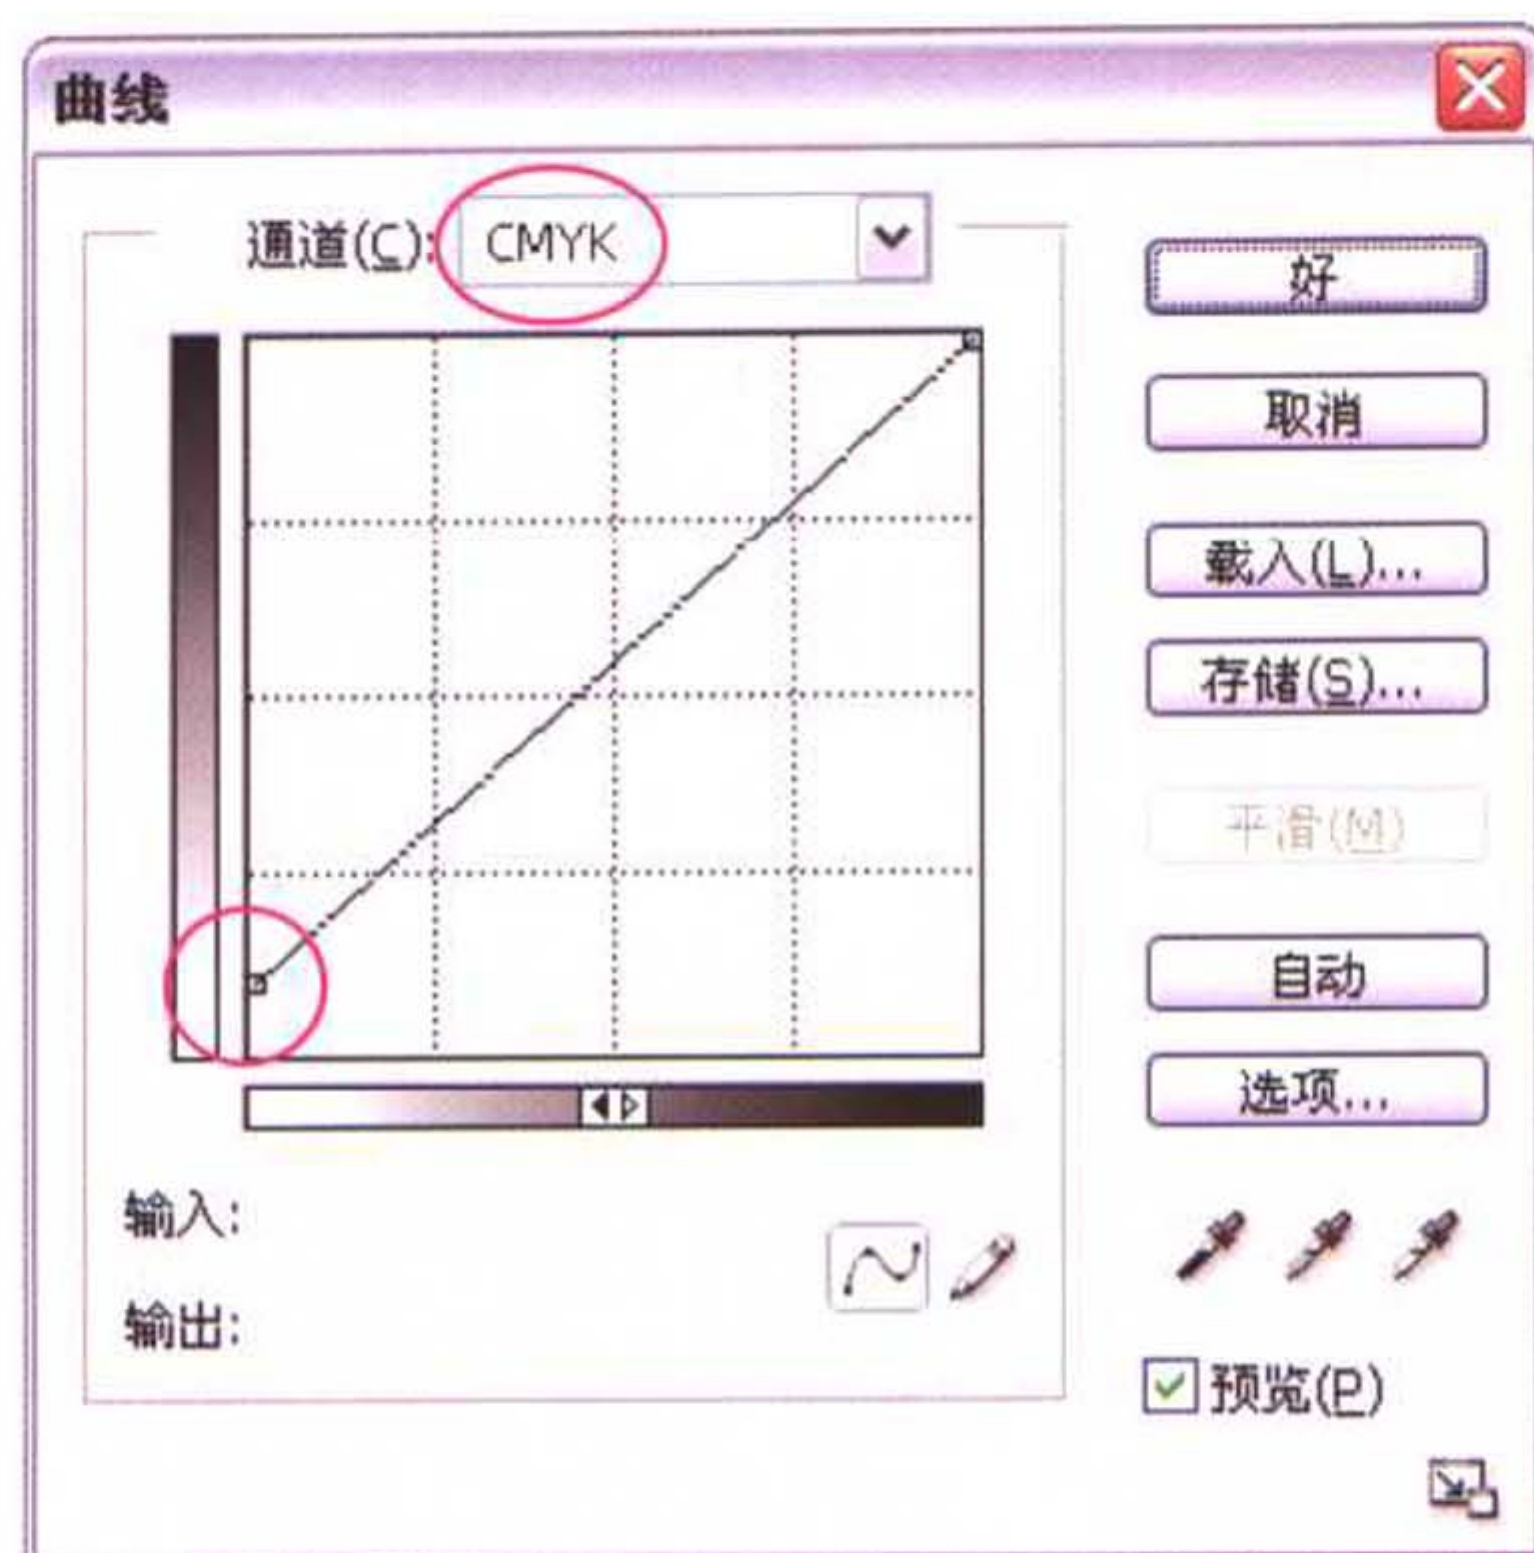 曲线
通道(C):
CMYK
好
取消
载入(L)...
存储(S)...
平滑(M)
自动
选项...
输入:
输出:
预览(P)